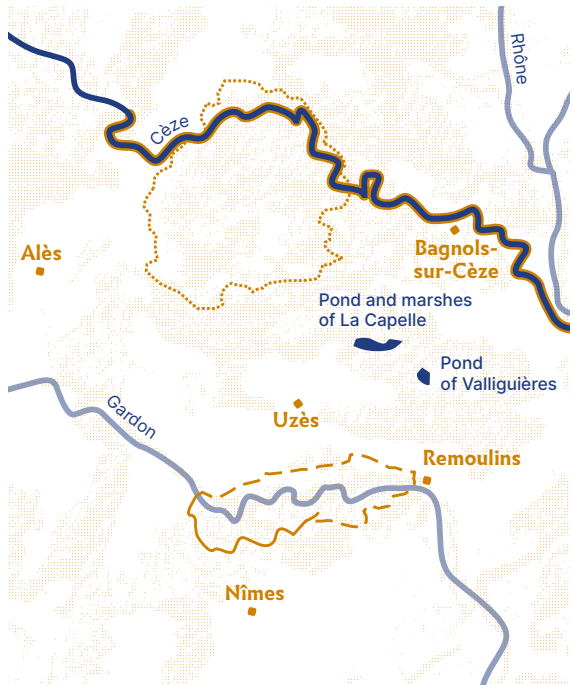 Rhône
Cèze
Alès
Bagnols-
sur-Cèze
Pond and marshes
of La Capelle
Pond
of Valliguières
Gardon
Uzès
Remoulins
Nîmes